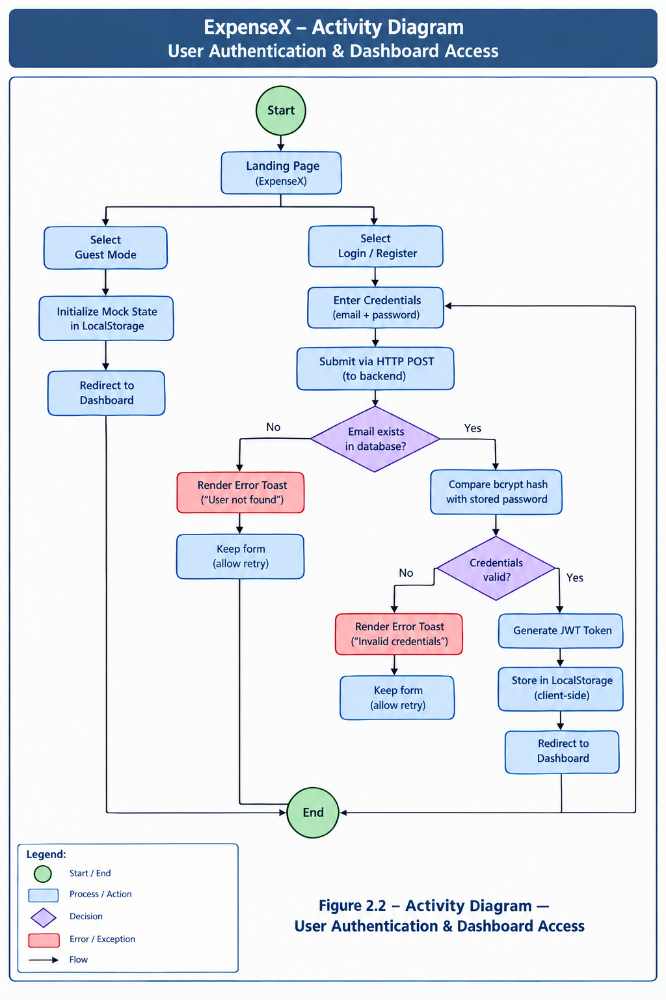 ExpenseX – Activity Diagram
User Authentication & Dashboard Access
Start
Landing Page
(ExpenseX)
Select
Guest Mode
Select
Login / Register
Initialize Mock State
in LocalStorage
Enter Credentials
(email + password)
Redirect to
Dashboard
Submit via HTTP POST
(to backend)
Email exists
in database?
No
Yes
Render Error Toast
(“User not found”)
Compare bcrypt hash
with stored password
Keep form
(allow retry)
Credentials
valid?
No
Yes
Render Error Toast
(“Invalid credentials”)
Generate JWT Token
Keep form
(allow retry)
Store in LocalStorage
(client-side)
Redirect to
Dashboard
End
Legend:
Start / End
Process / Action
Decision
Error / Exception
Flow
Figure 2.2 – Activity Diagram —
User Authentication & Dashboard Access